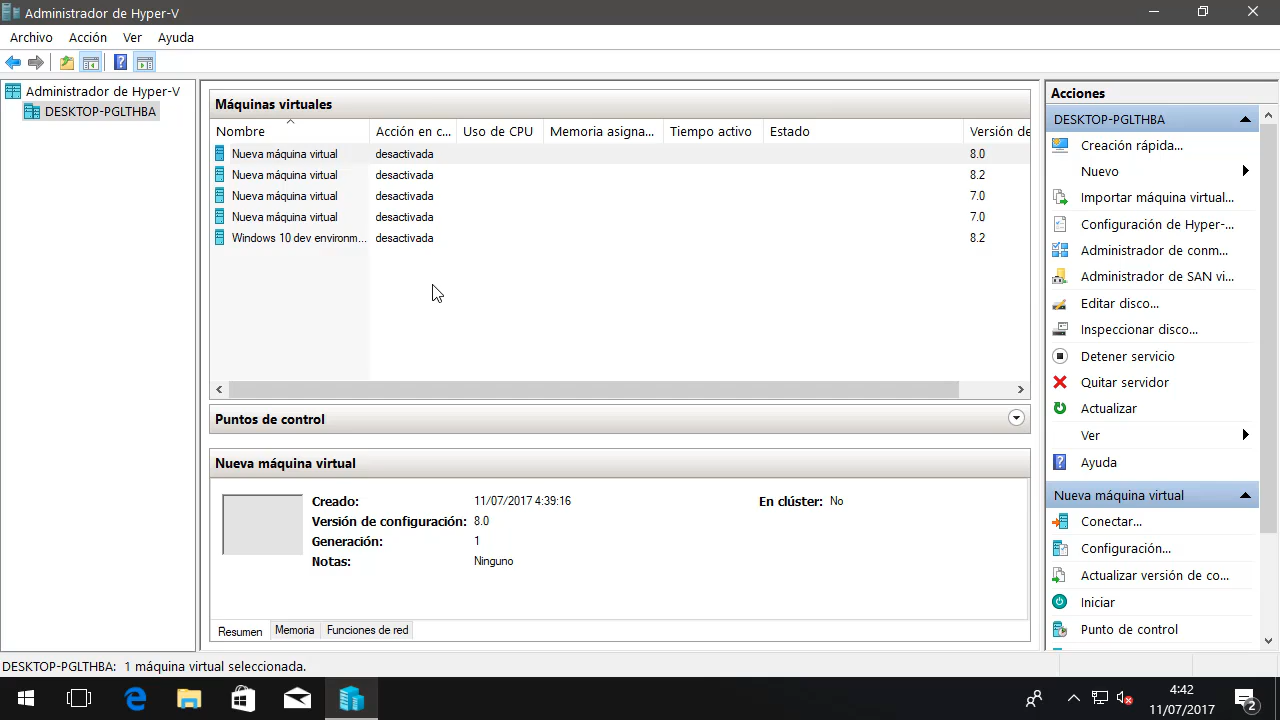 Administrador de Hyper-V
Archivo Acción Ver Ayuda
Administrador de Hyper-V
DESKTOP-PGLTHBA
Máquinas virtuales
Nombre Acción en c... Uso de CPU Memoria asigna... Tiempo activo Estado Versión de
Nueva máquina virtual desactivada 8.0
Nueva máquina virtual desactivada 8.2
Nueva máquina virtual desactivada 7.0
Nueva máquina virtual desactivada 7.0
Windows 10 dev environm... desactivada 8.2
Puntos de control
Nueva máquina virtual
Creado: 11/07/2017 4:39:16 En clúster: No
Versión de configuración: 8.0
Generación: 1
Notas: Ninguno
Resumen Memoria Funciones de red
Acciones
DESKTOP-PGLTHBA
Creación rápida...
Nuevo
Importar máquina virtual...
Configuración de Hyper-...
Administrador de conm...
Administrador de SAN vi...
Editar disco...
Inspeccionar disco...
Detener servicio
Quitar servidor
Actualizar
Ver
Ayuda
Nueva máquina virtual
Conectar...
Configuración...
Actualizar versión de co...
Iniciar
Punto de control
DESKTOP-PGLTHBA: 1 máquina virtual seleccionada.
4:42
11/07/2017
2